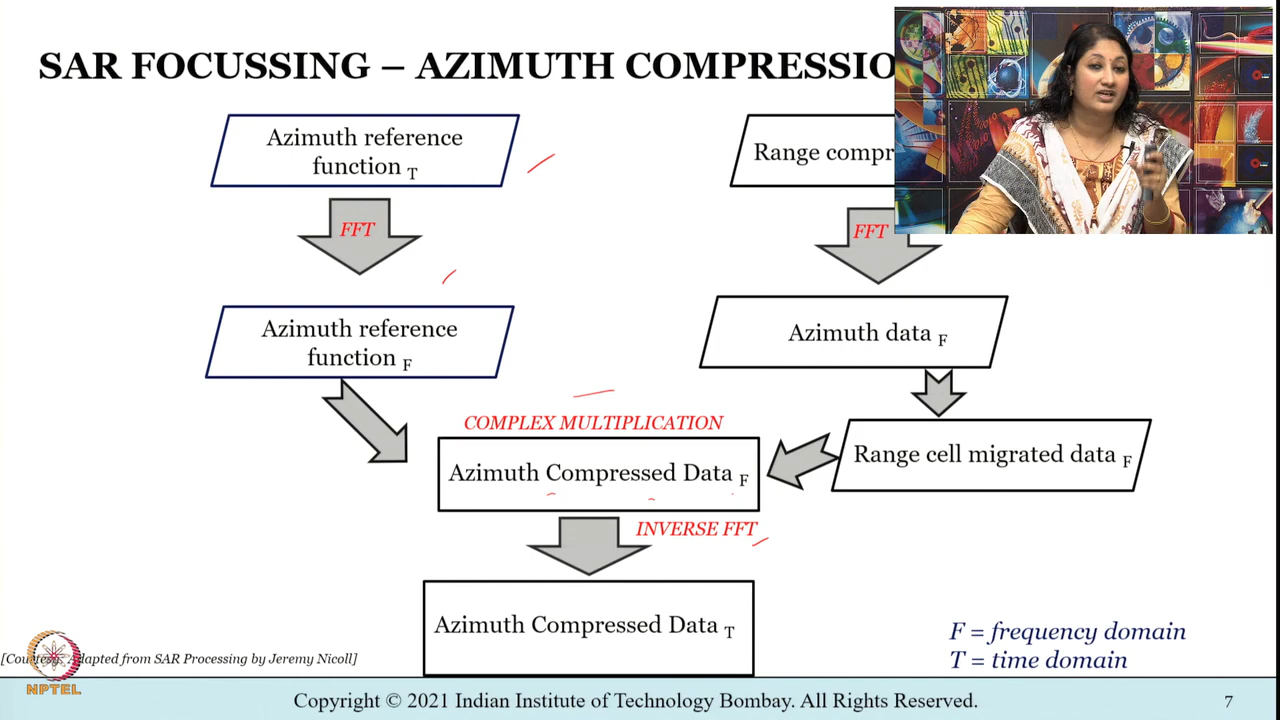 SAR FOCUSSING – AZIMUTH COMPRESSIO
Azimuth reference
function T
Range compr
FFT
FFT
Azimuth reference
function F
Azimuth data F
COMPLEX MULTIPLICATION
Azimuth Compressed Data F
Range cell migrated data F
INVERSE FFT
Azimuth Compressed Data T
F = frequency domain
T = time domain
[Courtesy: Adapted from SAR Processing by Jeremy Nicoll]
NPTEL
Copyright © 2021 Indian Institute of Technology Bombay. All Rights Reserved.
7